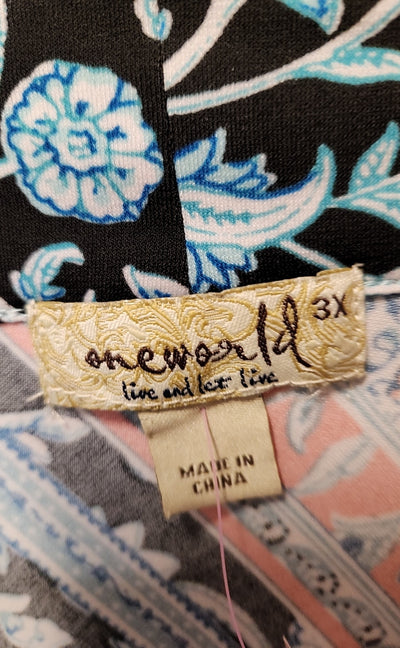 oneworld 3X
live and let live
MADE IN
CHINA